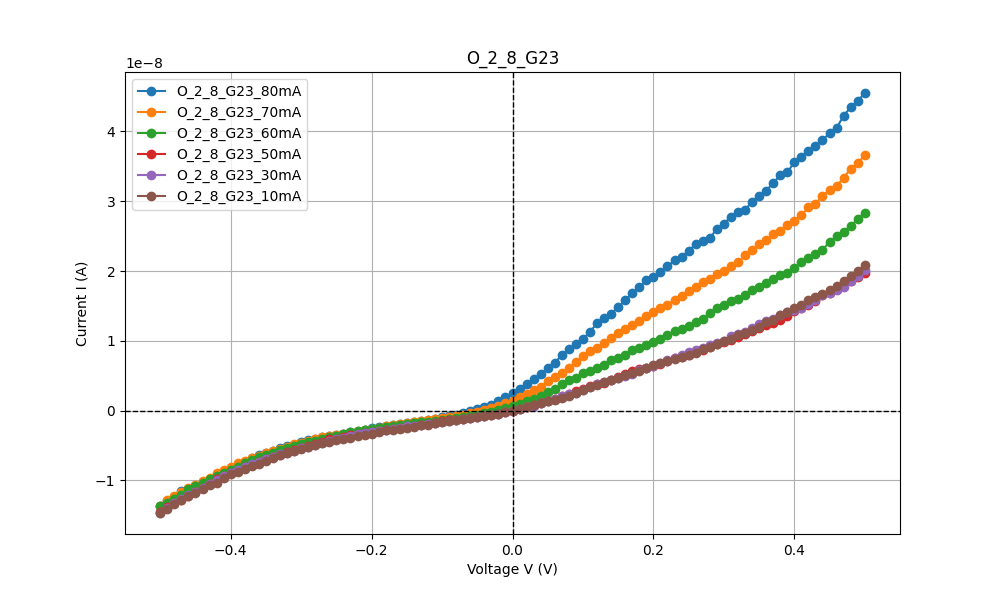 O_2_8_G23
1e−8
O_2_8_G23_80mA
O_2_8_G23_70mA
O_2_8_G23_60mA
O_2_8_G23_50mA
O_2_8_G23_30mA
O_2_8_G23_10mA
4
3
2
1
0
−1
Current I (A)
−0.4 −0.2 0.0 0.2 0.4
Voltage V (V)